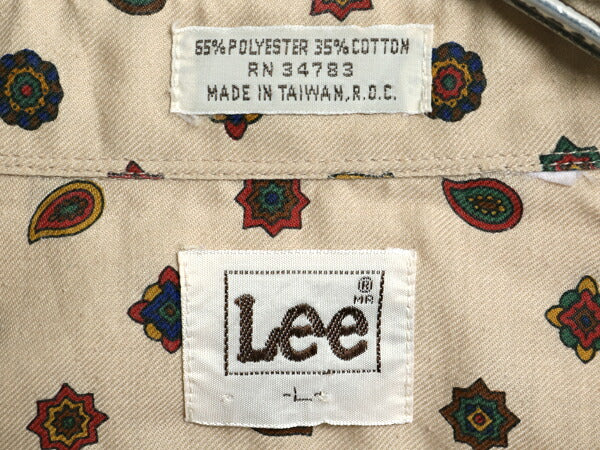 65% POLYESTER 35% COTTON
RN 34783
MADE IN TAIWAN, R.O.C.
®
MR
Lee
-L-